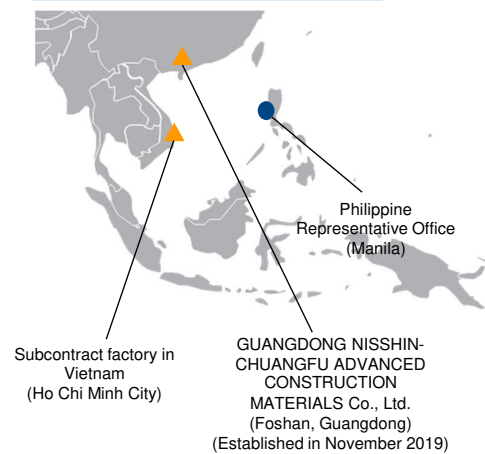 Philippine
Representative Office
(Manila)
Subcontract factory in
Vietnam
(Ho Chi Minh City)
GUANGDONG NISSHIN-
CHUANGFU ADVANCED
CONSTRUCTION
MATERIALS Co., Ltd.
(Foshan, Guangdong)
(Established in November 2019)